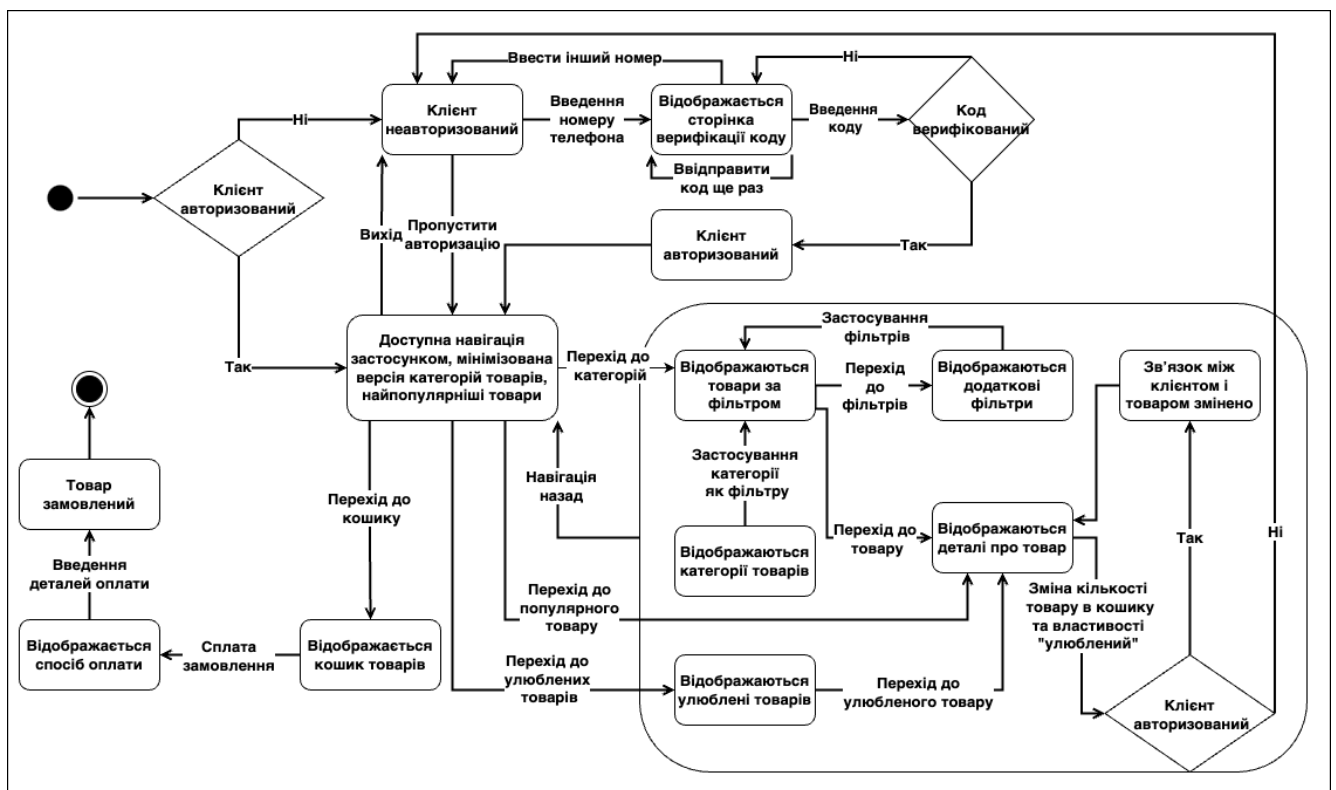 Ні
Ввести інший номер
Ні
Клієнт
неавторизований
Введення
номеру
телефона
Відображається
сторінка
верифікації коду
Введення
коду
Код
верифікований
Ні
Ввідправити
код ще раз
Клієнт
авторизований
Вихід
Пропустити
авторизацію
Клієнт
авторизований
Так
Так
Доступна навігація
застосунком, мінімізована
версія категорій товарів,
найпопулярніші товари
Перехід до
категорій
Застосування
фільтрів
Відображаються
товари за
фільтром
Перехід
до
фільтрів
Відображаються
додаткові
фільтри
Зв'язок між
клієнтом і
товаром змінено
Навігація
назад
Застосування
категорії
як фільтру
Відображаються
категорії товарів
Перехід до
товару
Відображаються
деталі про товар
Так
Ні
Товар
замовлений
Перехід до
кошику
Введення
деталей оплати
Перехід до
популярного
товару
Зміна кількості
товару в кошику
та властивості
"улюблений"
Відображається
спосіб оплати
Сплата
замовлення
Відображається
кошик товарів
Перехід до
улюблених
товарів
Відображаються
улюблені товарів
Перехід до
улюбленого товару
Клієнт
авторизований